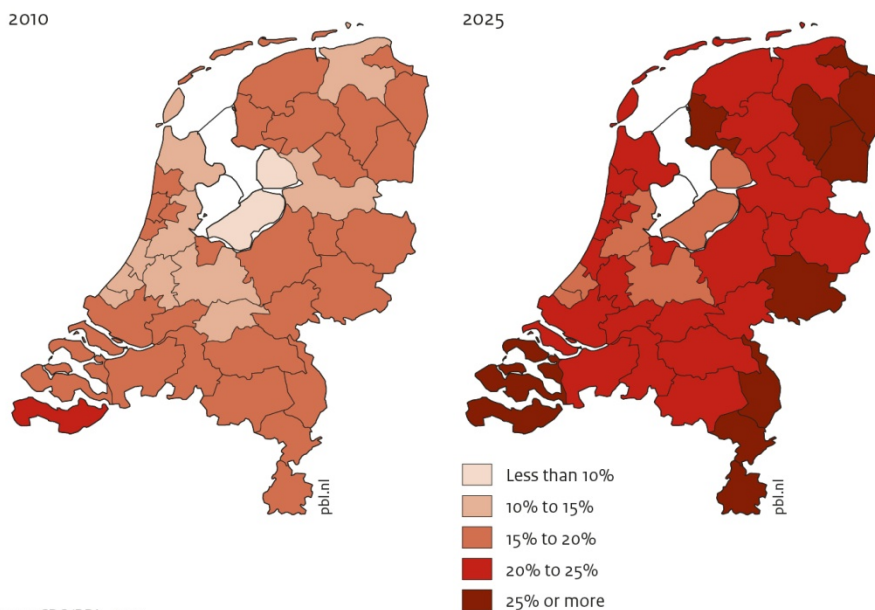 2010
2025
pbl.nl
pbl.nl
Less than 10%
10% to 15%
15% to 20%
20% to 25%
25% or more